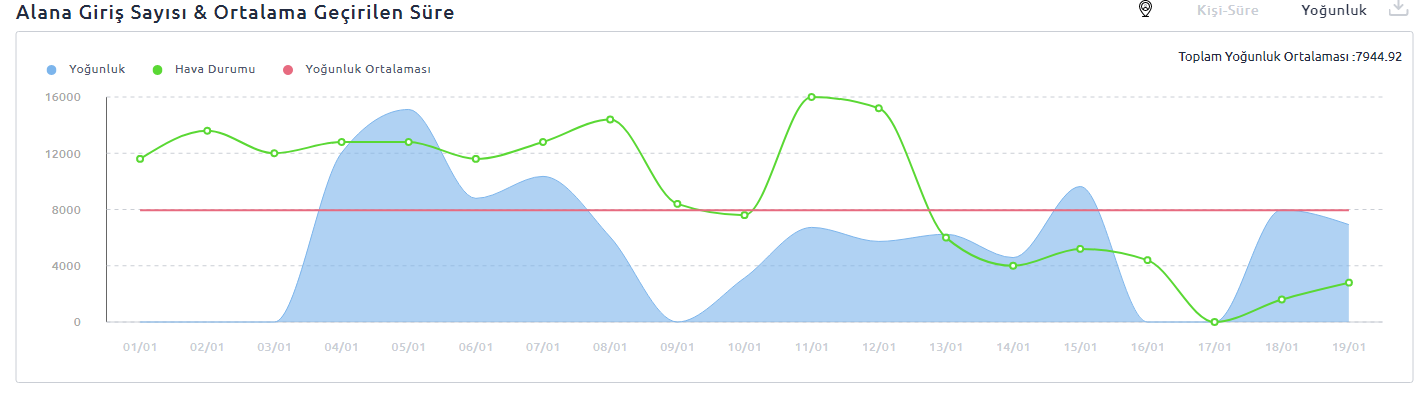 Alana Giriş Sayısı & Ortalama Geçirilen Süre
Kişi-Süre Yoğunluk
Toplam Yoğunluk Ortalaması :7944.92
Yoğunluk Hava Durumu Yoğunluk Ortalaması
16000
12000
8000
4000
0
01/01 02/01 03/01 04/01 05/01 06/01 07/01 08/01 09/01 10/01 11/01 12/01 13/01 14/01 15/01 16/01 17/01 18/01 19/01